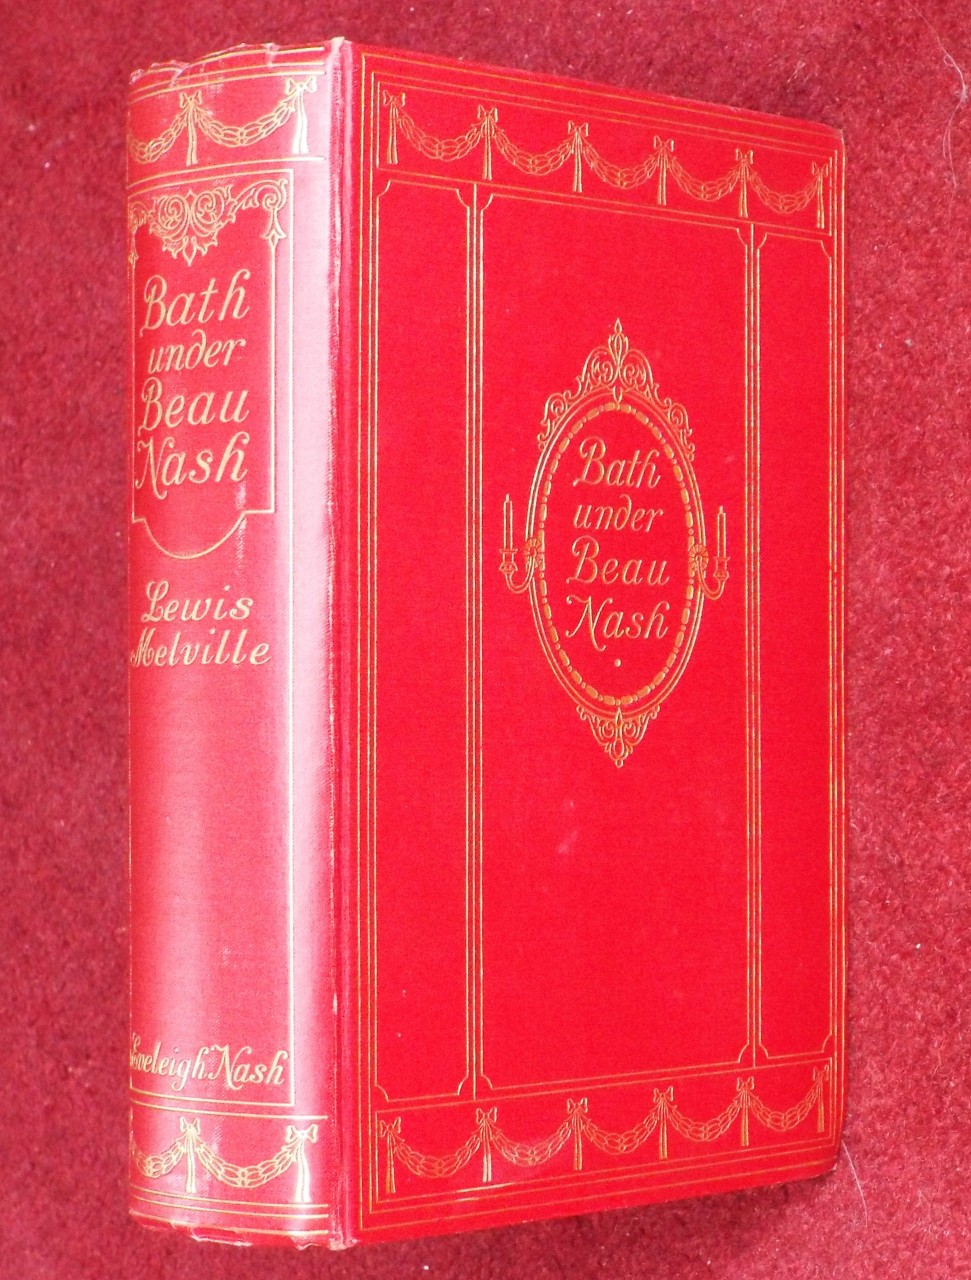 Bath
under
Beau
Nash
Lewis
Melville
Eveleigh Nash
Bath
under
Beau
Nash